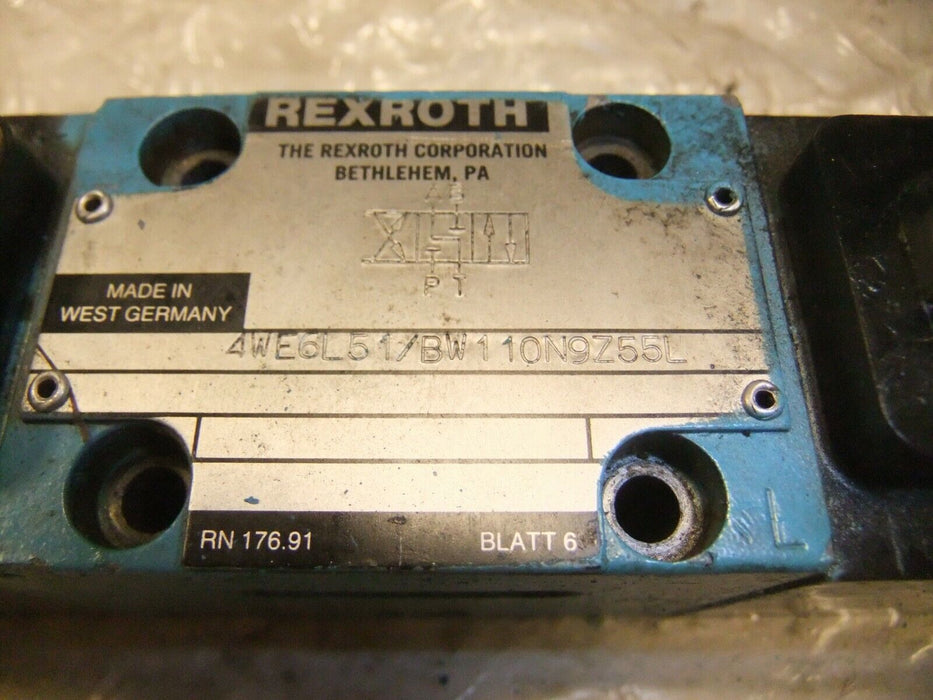 REXROTH
THE REXROTH CORPORATION
BETHLEHEM, PA
A B
P T
MADE IN
WEST GERMANY
4WE6L51/BW110N9Z55L
RN 176.91
BLATT 6
L